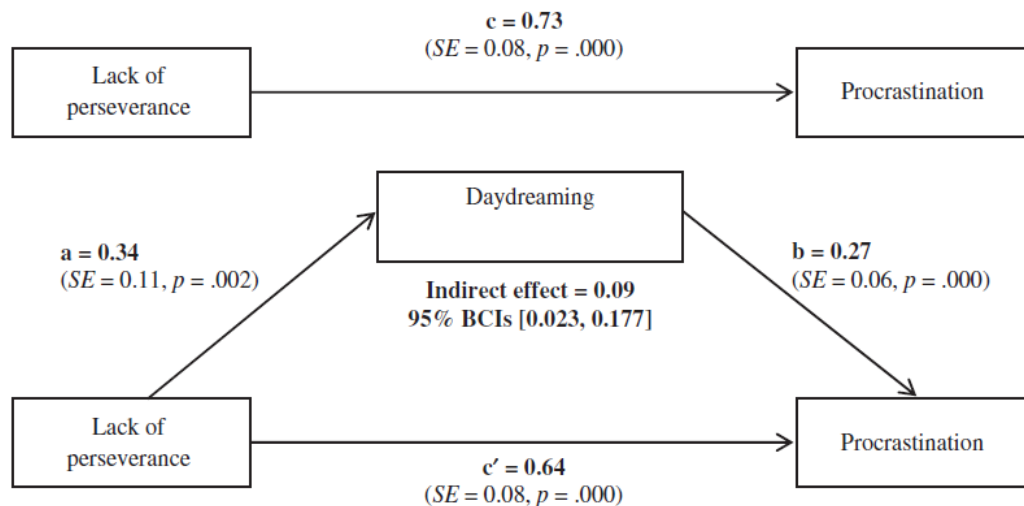 c = 0.73
(SE = 0.08, p = .000)
Lack of
perseverance
Procrastination
Daydreaming
a = 0.34
(SE = 0.11, p = .002)
b = 0.27
(SE = 0.06, p = .000)
Indirect effect = 0.09
95% BCIs [0.023, 0.177]
Lack of
perseverance
Procrastination
c′ = 0.64
(SE = 0.08, p = .000)